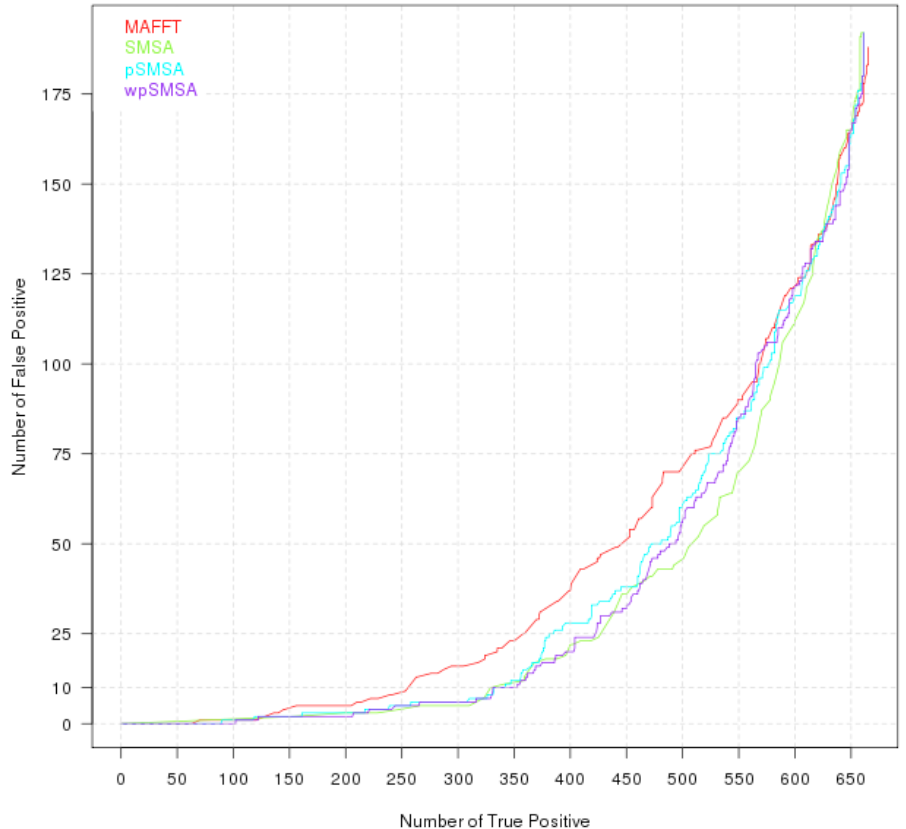 MAFFT
SMSA
pSMSA
wpSMSA
175
150
125
100
75
50
25
10
0
Number of False Positive
0 50 100 150 200 250 300 350 400 450 500 550 600 650
Number of True Positive